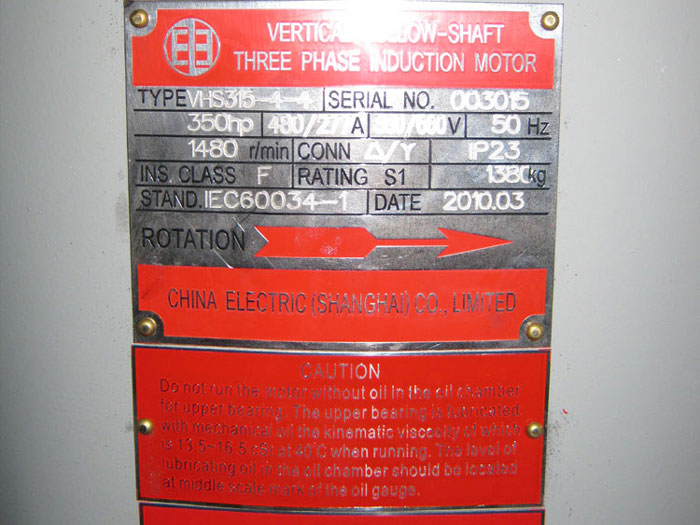 SHAFT
THREE PHASE INDUCTION MOTOR
TYPE VHS315-4-4 SERIAL NO. 003015
350hp 480/277 A /660 V 50 Hz
1480 r/min CONN △/Y IP23
INS. CLASS F RATING S1 1380kg
STAND. IEC60034-1 DATE 2010.03
ROTATION
CHINA ELECTRIC (SHANGHAI) CO., LIMITED
CAUTION
Do not run the motor without oil in the oil chamber
for upper bearing. The upper bearing is lubricated
with mechanical oil the kinematic viscosity of which
is 13.5~16.5 cSt at 40°C when running. The level of
lubricating oil in the oil chamber should be located
at middle scale mark of the oil gauge.